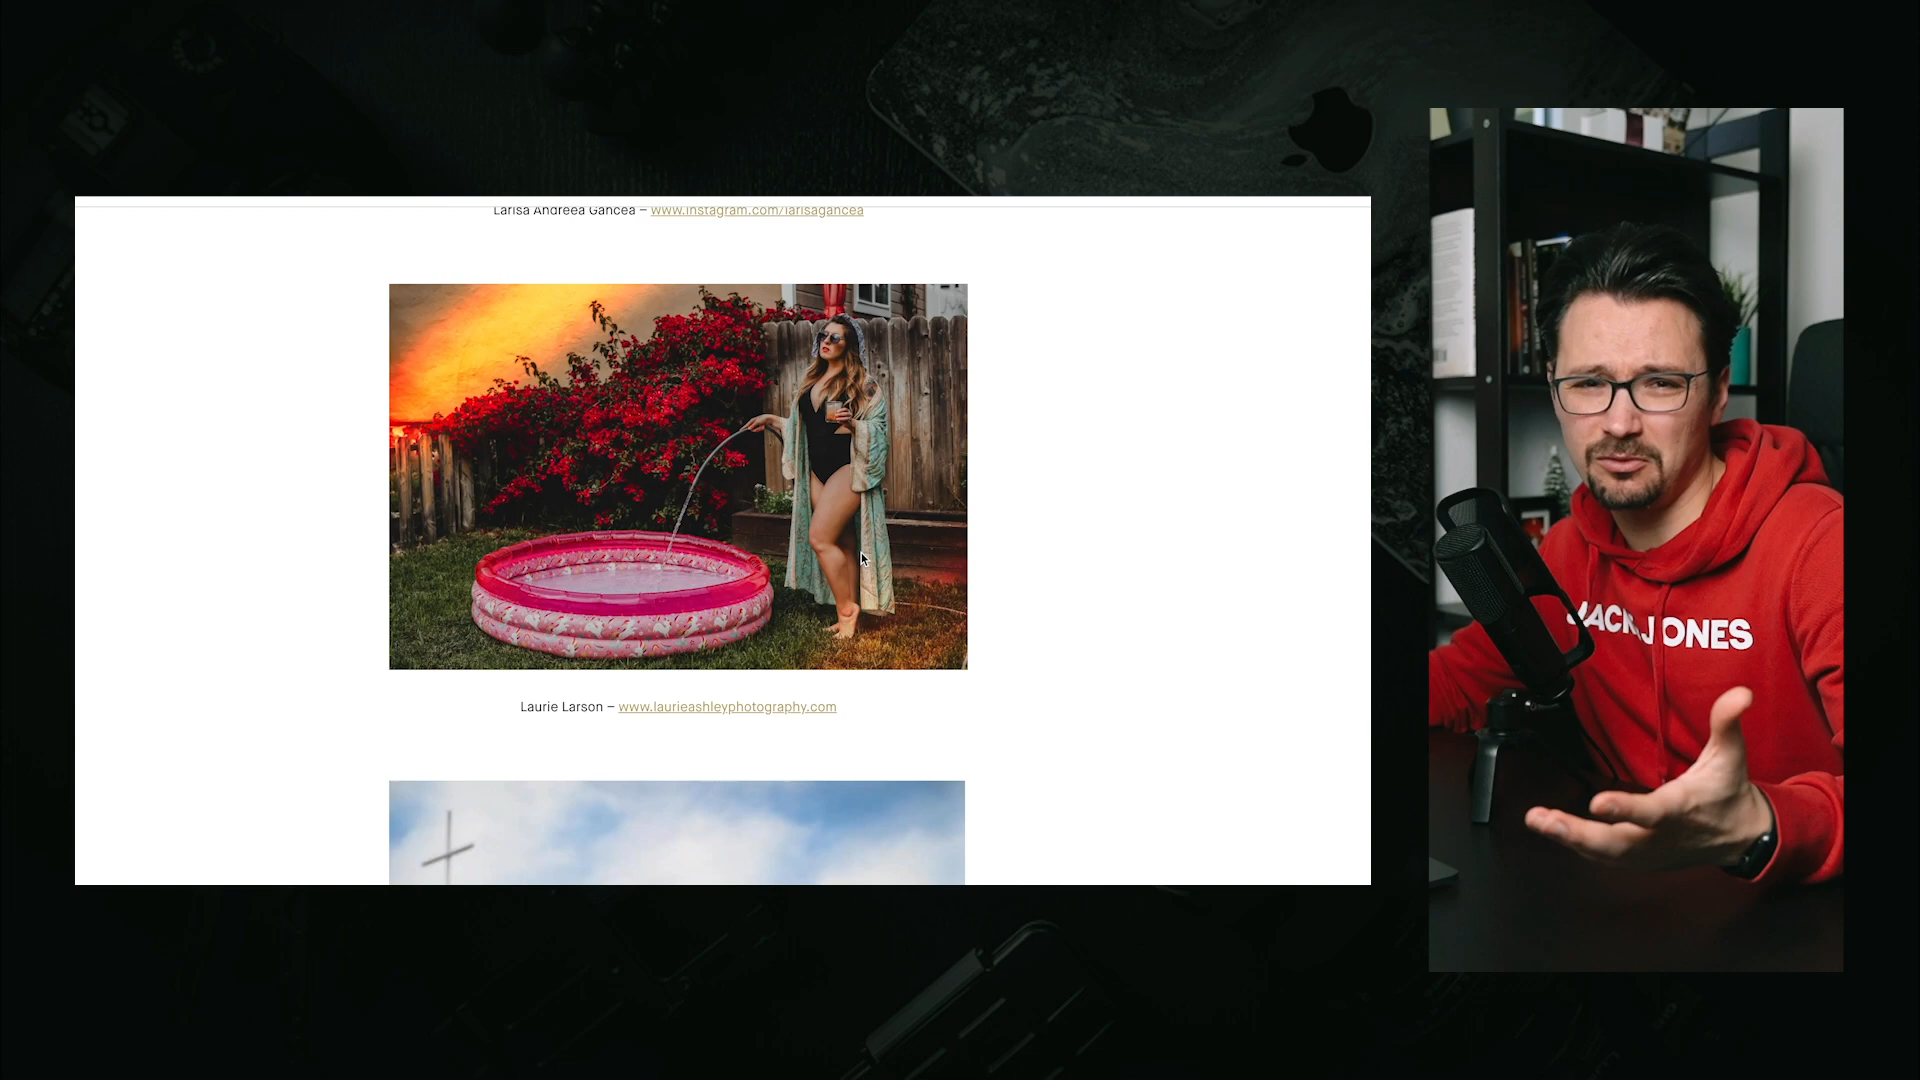 Larisa Andreea Gancea – www.instagram.com/larisagancea
Laurie Larson – www.laurieashleyphotography.com
JACK JONES